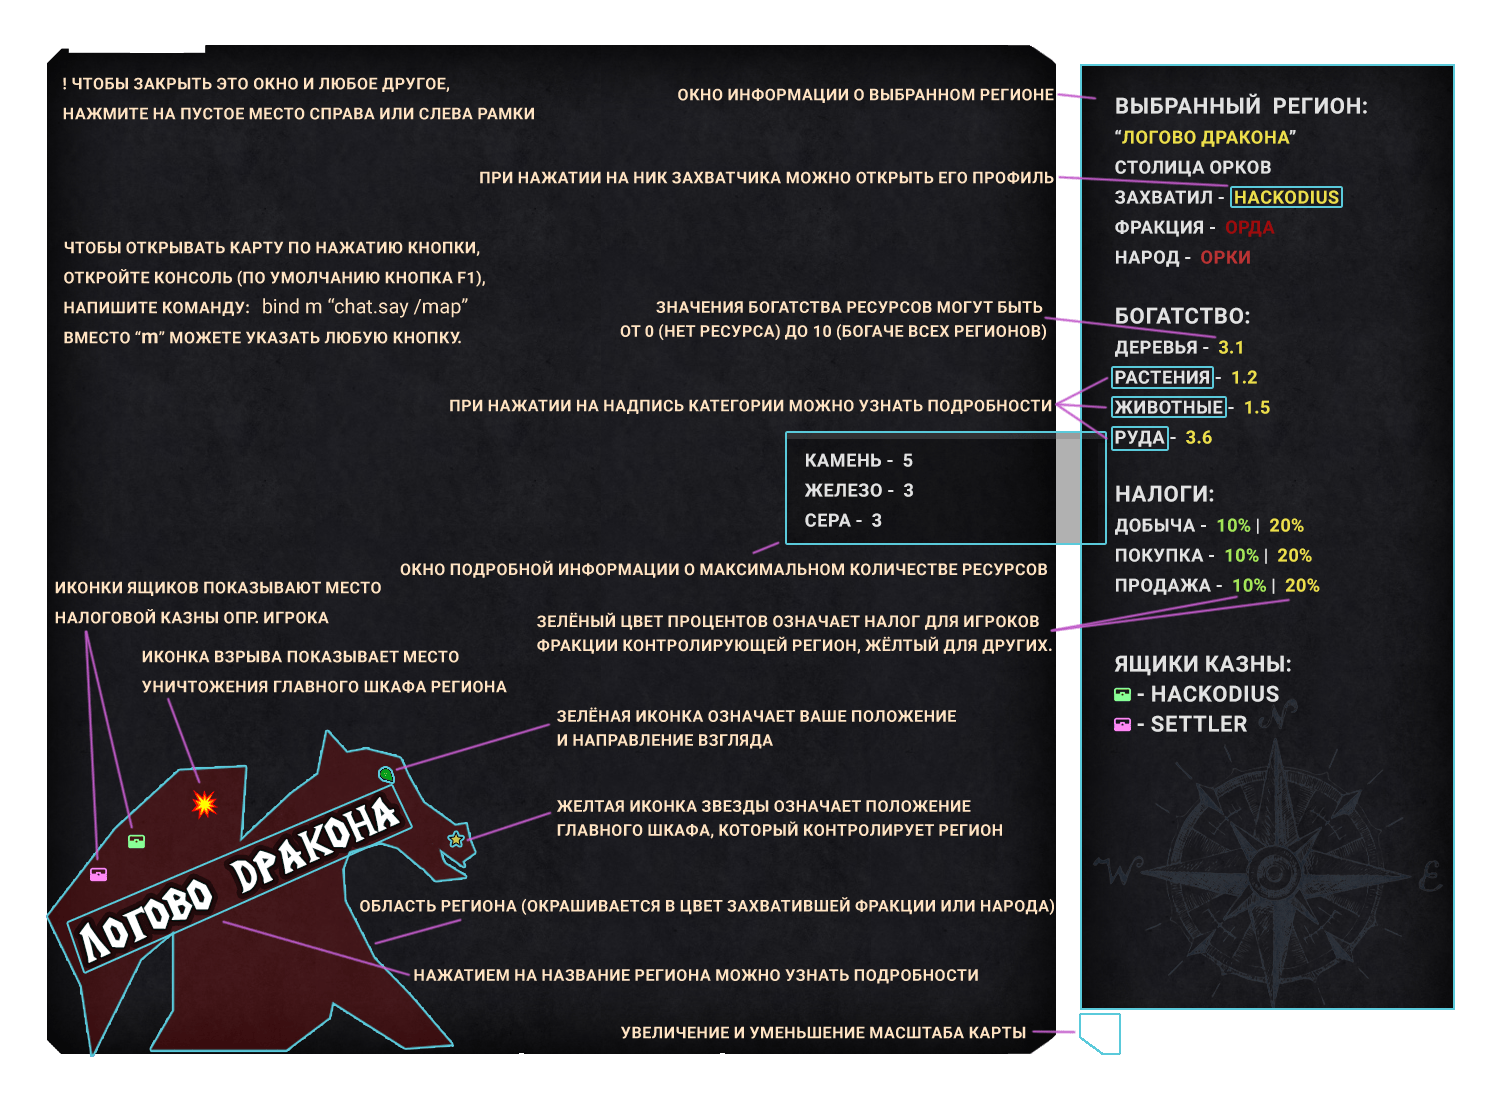 ! ЧТОБЫ ЗАКРЫТЬ ЭТО ОКНО И ЛЮБОЕ ДРУГОЕ,
НАЖМИТЕ НА ПУСТОЕ МЕСТО СПРАВА ИЛИ СЛЕВА РАМКИ
ОКНО ИНФОРМАЦИИ О ВЫБРАННОМ РЕГИОНЕ
ПРИ НАЖАТИИ НА НИК ЗАХВАТЧИКА МОЖНО ОТКРЫТЬ ЕГО ПРОФИЛЬ
ЧТОБЫ ОТКРЫВАТЬ КАРТУ ПО НАЖАТИЮ КНОПКИ,
ОТКРОЙТЕ КОНСОЛЬ (ПО УМОЛЧАНИЮ КНОПКА F1),
НАПИШИТЕ КОМАНДУ: bind m “chat.say /map”
ВМЕСТО “m” МОЖЕТЕ УКАЗАТЬ ЛЮБУЮ КНОПКУ.
ЗНАЧЕНИЯ БОГАТСТВА РЕСУРСОВ МОГУТ БЫТЬ
ОТ 0 (НЕТ РЕСУРСА) ДО 10 (БОГАЧЕ ВСЕХ РЕГИОНОВ)
ПРИ НАЖАТИИ НА НАДПИСЬ КАТЕГОРИИ МОЖНО УЗНАТЬ ПОДРОБНОСТИ
КАМЕНЬ - 5
ЖЕЛЕЗО - 3
СЕРА - 3
ОКНО ПОДРОБНОЙ ИНФОРМАЦИИ О МАКСИМАЛЬНОМ КОЛИЧЕСТВЕ РЕСУРСОВ
ИКОНКИ ЯЩИКОВ ПОКАЗЫВАЮТ МЕСТО
НАЛОГОВОЙ КАЗНЫ ОПР. ИГРОКА
ЗЕЛЁНЫЙ ЦВЕТ ПРОЦЕНТОВ ОЗНАЧАЕТ НАЛОГ ДЛЯ ИГРОКОВ
ФРАКЦИИ КОНТРОЛИРУЮЩЕЙ РЕГИОН, ЖЁЛТЫЙ ДЛЯ ДРУГИХ.
ИКОНКА ВЗРЫВА ПОКАЗЫВАЕТ МЕСТО
УНИЧТОЖЕНИЯ ГЛАВНОГО ШКАФА РЕГИОНА
ЗЕЛЁНАЯ ИКОНКА ОЗНАЧАЕТ ВАШЕ ПОЛОЖЕНИЕ
И НАПРАВЛЕНИЕ ВЗГЛЯДА
ЖЕЛТАЯ ИКОНКА ЗВЕЗДЫ ОЗНАЧАЕТ ПОЛОЖЕНИЕ
ГЛАВНОГО ШКАФА, КОТОРЫЙ КОНТРОЛИРУЕТ РЕГИОН
ЛОГОВО DРАКОНА
ОБЛАСТЬ РЕГИОНА (ОКРАШИВАЕТСЯ В ЦВЕТ ЗАХВАТИВШЕЙ ФРАКЦИИ ИЛИ НАРОДА)
НАЖАТИЕМ НА НАЗВАНИЕ РЕГИОНА МОЖНО УЗНАТЬ ПОДРОБНОСТИ
УВЕЛИЧЕНИЕ И УМЕНЬШЕНИЕ МАСШТАБА КАРТЫ
ВЫБРАННЫЙ РЕГИОН:
“ЛОГОВО ДРАКОНА”
СТОЛИЦА ОРКОВ
ЗАХВАТИЛ - HACKODIUS
ФРАКЦИЯ - ОРДА
НАРОД - ОРКИ
БОГАТСТВО:
ДЕРЕВЬЯ - 3.1
РАСТЕНИЯ - 1.2
ЖИВОТНЫЕ - 1.5
РУДА - 3.6
НАЛОГИ:
ДОБЫЧА - 10% | 20%
ПОКУПКА - 10% | 20%
ПРОДАЖА - 10% | 20%
ЯЩИКИ КАЗНЫ:
- HACKODIUS
- SETTLER
N
W
E